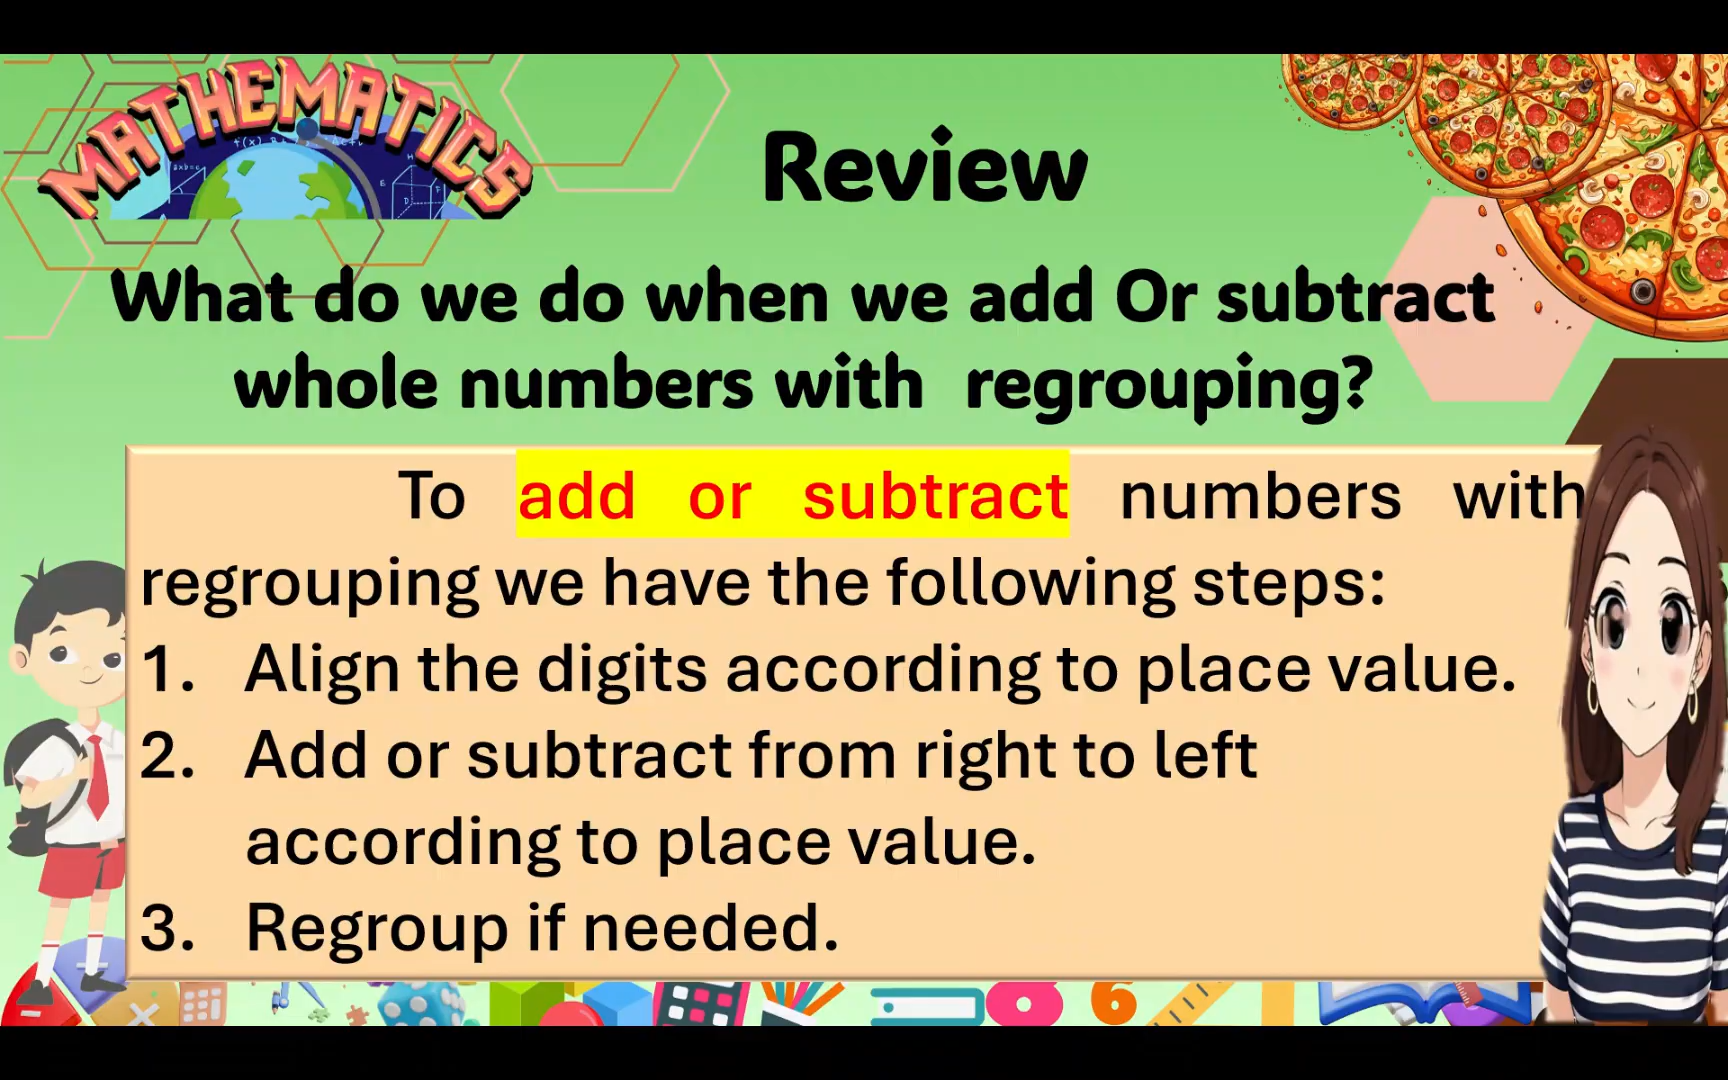 MATHEMATICS
Review
What do we do when we add Or subtract
whole numbers with regrouping?
To add or subtract numbers with
regrouping we have the following steps:
1. Align the digits according to place value.
2. Add or subtract from right to left
according to place value.
3. Regroup if needed.
8
6